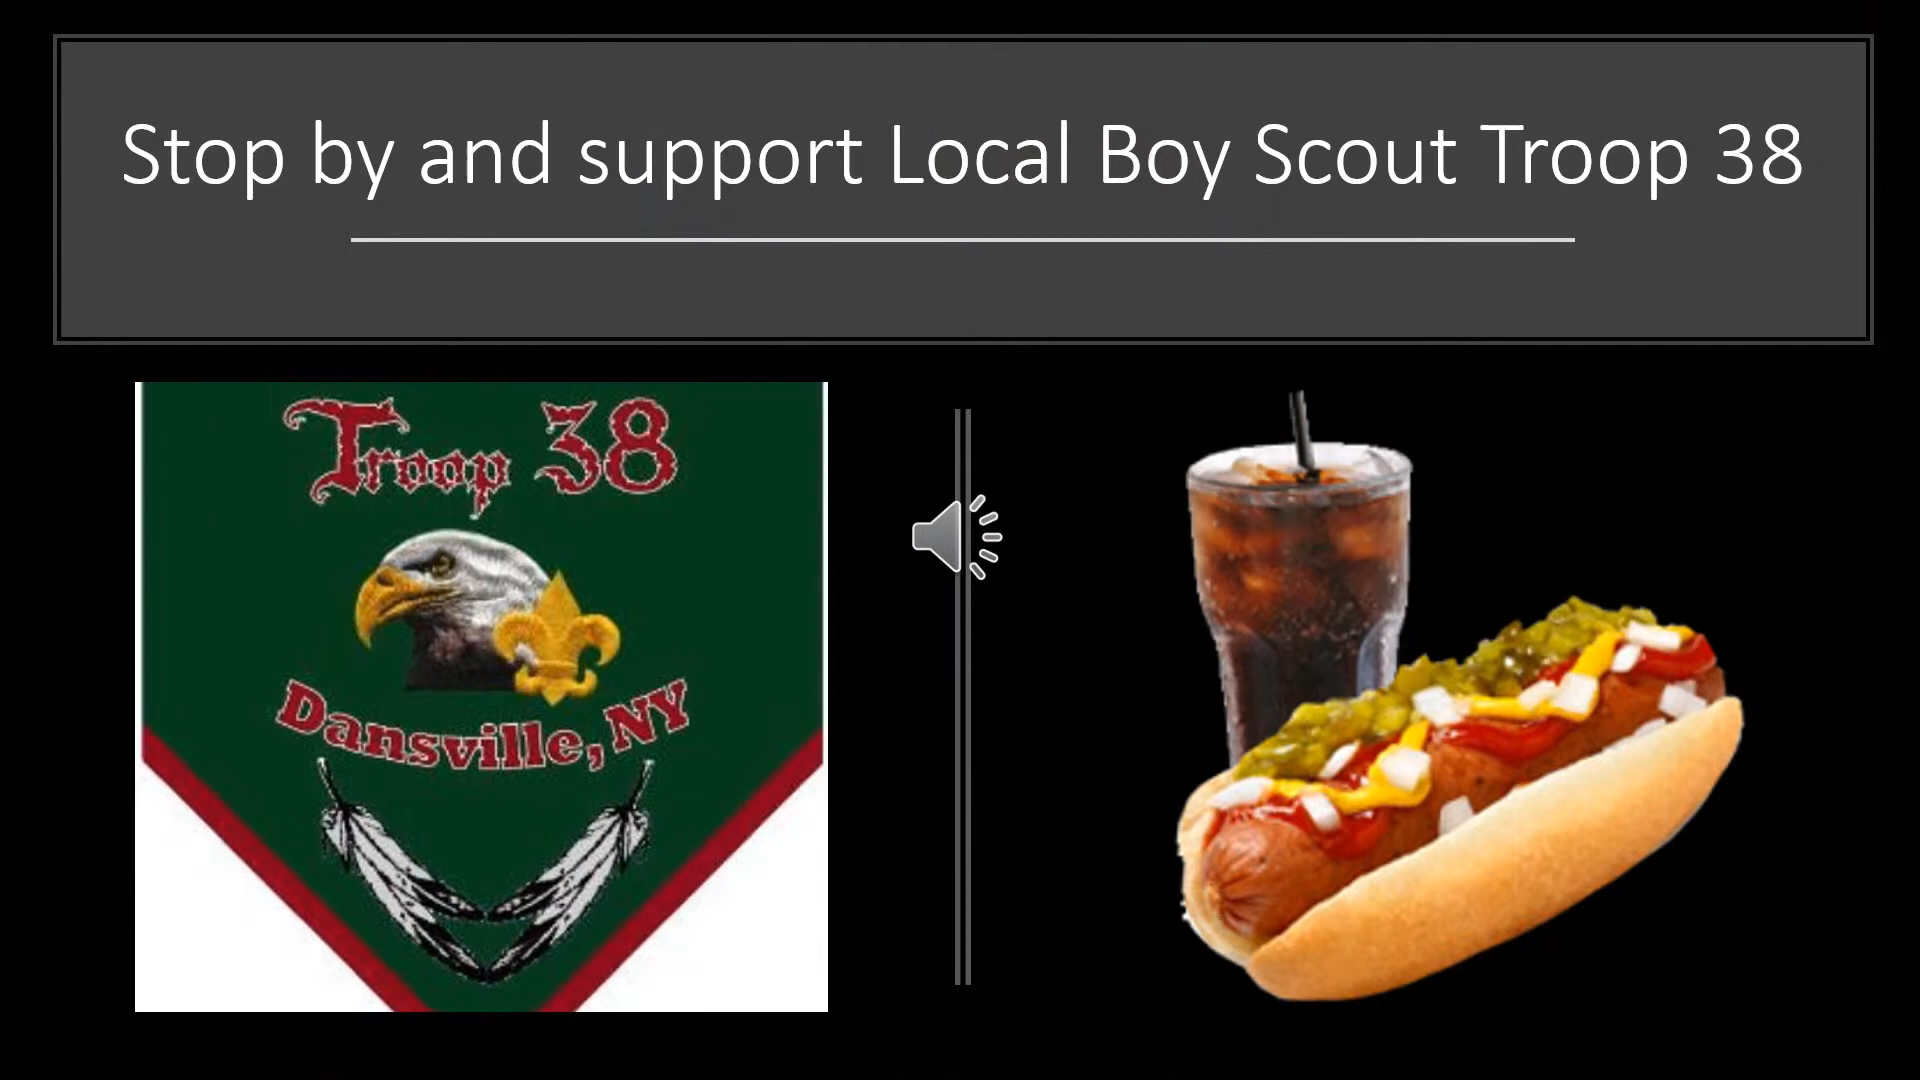 Stop by and support Local Boy Scout Troop 38
Troop 38
Dansville, NY